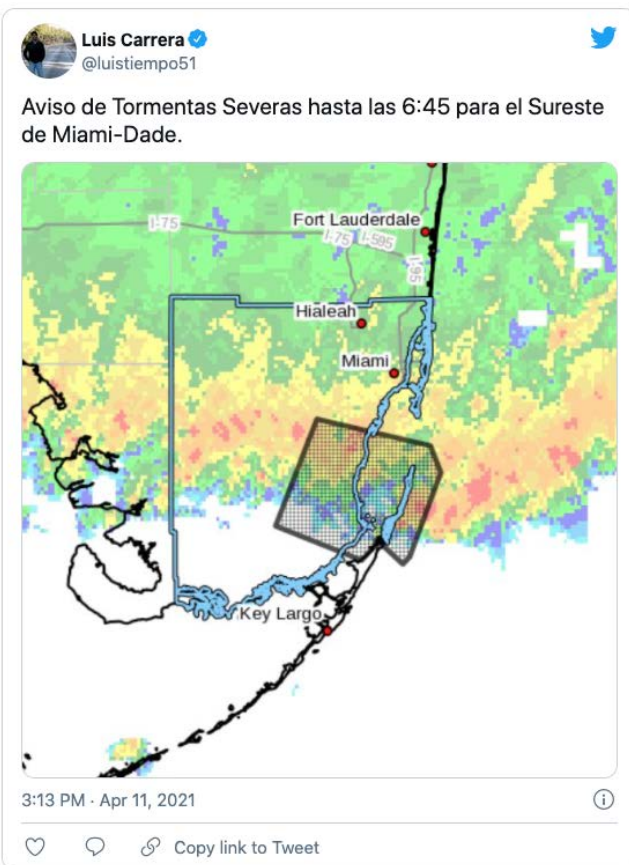 Luis Carrera
@luistiempo51
Aviso de Tormentas Severas hasta las 6:45 para el Sureste
de Miami-Dade.
Fort Lauderdale
I-75
I-75
I-595
I-95
Hialeah
Miami
Key Largo
3:13 PM · Apr 11, 2021
Copy link to Tweet